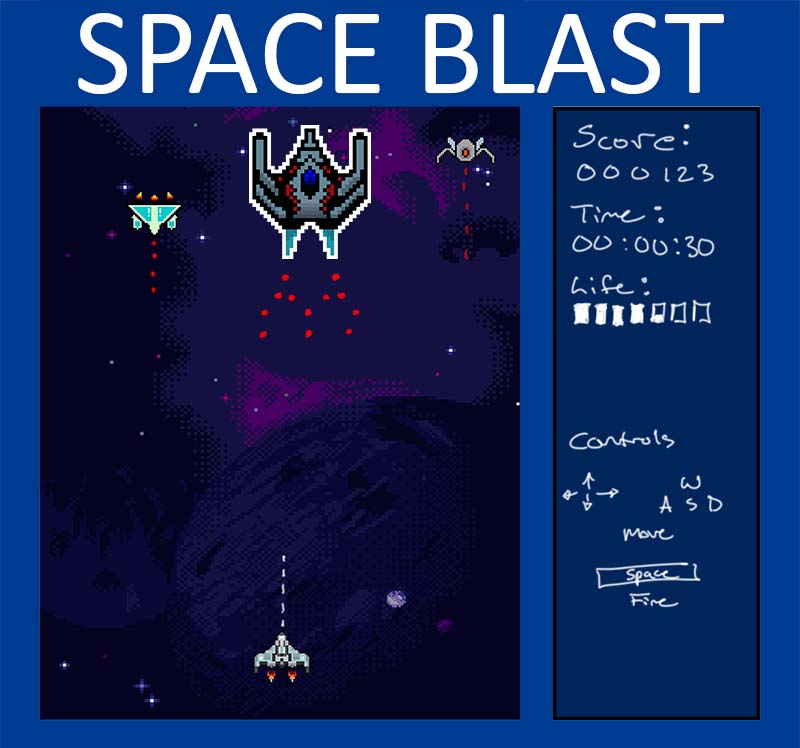 SPACE BLAST
Score:
000123
Time:
00:00:30
Life:
Controls
W
A S D
Move
Space
Fire